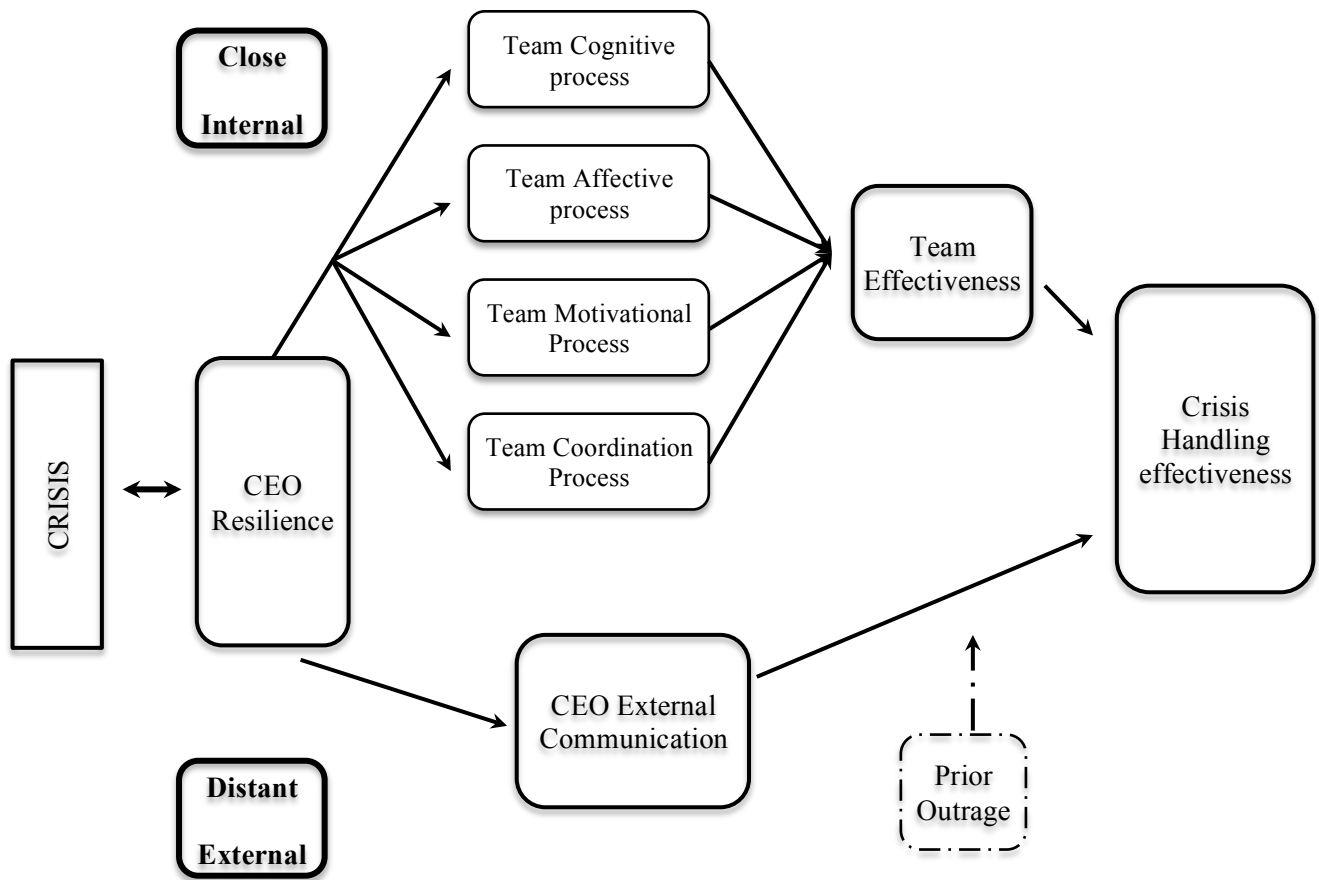 Close
Internal
Team Cognitive
process
Team Affective
process
Team Motivational
Process
Team Coordination
Process
Team
Effectiveness
Crisis
Handling
effectiveness
CRISIS
CEO
Resilience
CEO External
Communication
Prior
Outrage
Distant
External